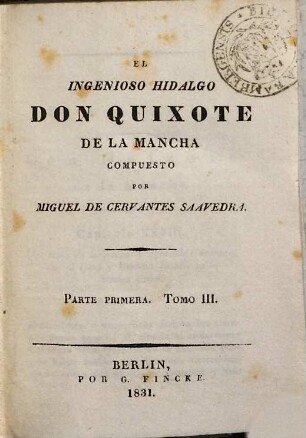 EL
INGENIOSO HIDALGO
DON QUIXOTE
DE LA MANCHA
COMPUESTO
POR
MIGUEL DE CERVANTES SAAVEDRA.
PARTE PRIMERA. TOMO III.
BERLIN,
POR G. FINCKE.
1831.